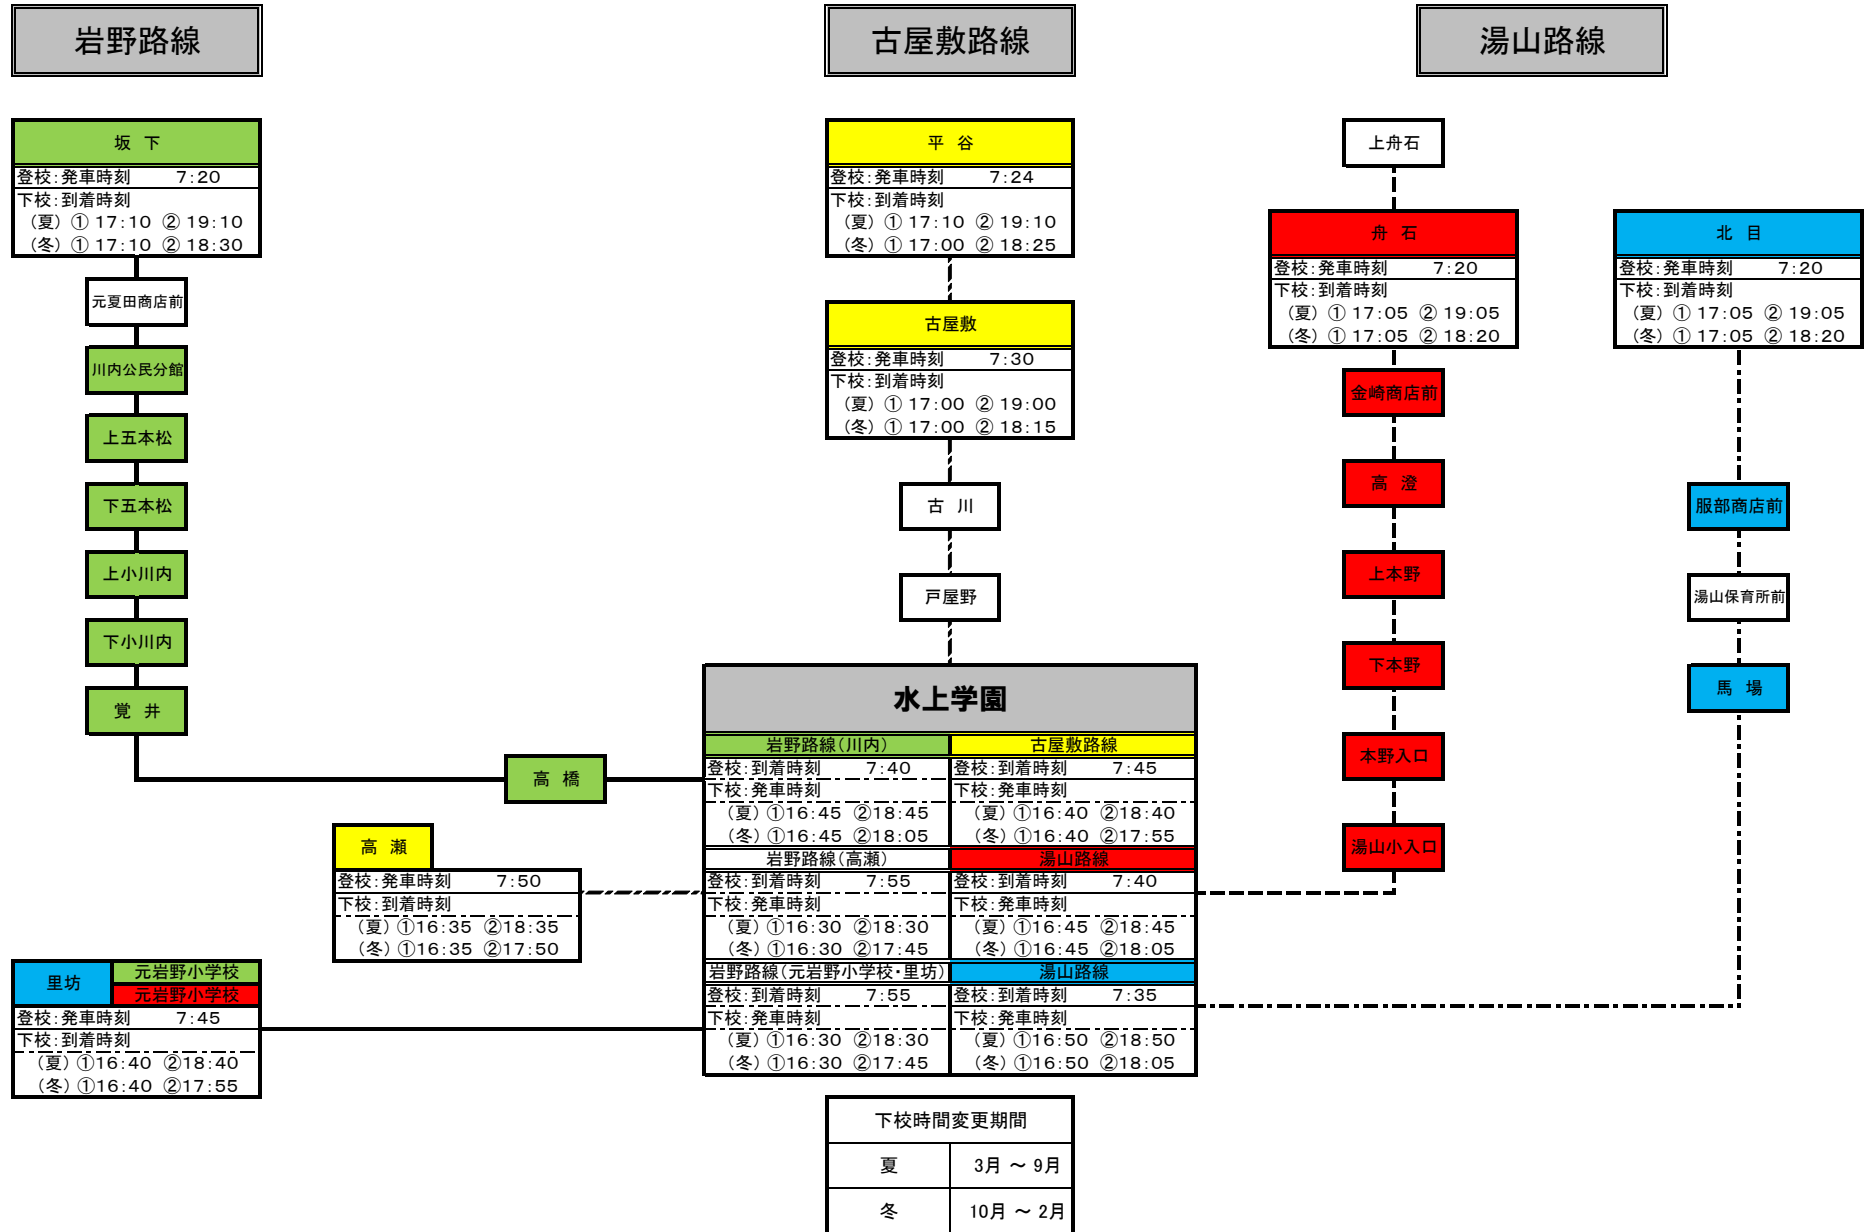 岩野路線
古屋敷路線
湯山路線
坂 下
登校：発車時刻 7：20
下校：到着時刻
（夏）① 17：10 ② 19：10
（冬）① 17：10 ② 18：30
元夏田商店前
川内公民分館
上五本松
下五本松
上小川内
下小川内
覚 井
高 橋
平 谷
登校：発車時刻 7：24
下校：到着時刻
（夏）① 17：10 ② 19：10
（冬）① 17：00 ② 18：25
古屋敷
登校：発車時刻 7：30
下校：到着時刻
（夏）① 17：00 ② 19：00
（冬）① 17：00 ② 18：15
古 川
戸屋野
上舟石
舟 石
登校：発車時刻 7：20
下校：到着時刻
（夏）① 17：05 ② 19：05
（冬）① 17：05 ② 18：20
金崎商店前
高 澄
上本野
下本野
本野入口
湯山小入口
北 目
登校：発車時刻 7：20
下校：到着時刻
（夏）① 17：05 ② 19：05
（冬）① 17：05 ② 18：20
服部商店前
湯山保育所前
馬 場
水上学園
岩野路線（川内）
登校：到着時刻 7：40
下校：発車時刻
（夏）①16：45 ②18：45
（冬）①16：45 ②18：05
古屋敷路線
登校：到着時刻 7：45
下校：発車時刻
（夏）①16：40 ②18：40
（冬）①16：40 ②17：55
岩野路線（高瀬）
登校：到着時刻 7：55
下校：発車時刻
（夏）①16：30 ②18：30
（冬）①16：30 ②17：45
湯山路線
登校：到着時刻 7：40
下校：発車時刻
（夏）①16：45 ②18：45
（冬）①16：45 ②18：05
岩野路線（元岩野小学校・里坊）
登校：到着時刻 7：55
下校：発車時刻
（夏）①16：30 ②18：30
（冬）①16：30 ②17：45
湯山路線
登校：到着時刻 7：35
下校：発車時刻
（夏）①16：50 ②18：50
（冬）①16：50 ②18：05
高 瀬
登校：発車時刻 7：50
下校：到着時刻
（夏）①16：35 ②18：35
（冬）①16：35 ②17：50
里坊
元岩野小学校
元岩野小学校
登校：発車時刻 7：45
下校：到着時刻
（夏）①16：40 ②18：40
（冬）①16：40 ②17：55
下校時間変更期間
夏 3月 ～ 9月
冬 10月 ～ 2月